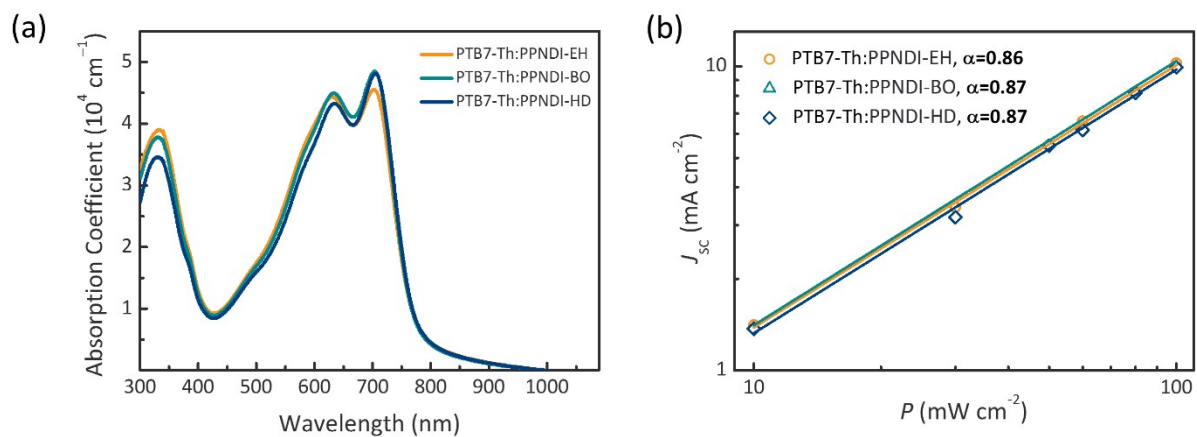 (a)
Absorption Coefficient (10⁴ cm⁻¹)
5
4
3
2
1
PTB7-Th:PPNDI-EH
PTB7-Th:PPNDI-BO
PTB7-Th:PPNDI-HD
300 400 500 600 700 800 900 1000
Wavelength (nm)
(b)
J_sc (mA cm⁻²)
10
1
PTB7-Th:PPNDI-EH, α=0.86
PTB7-Th:PPNDI-BO, α=0.87
PTB7-Th:PPNDI-HD, α=0.87
10 100
P (mW cm⁻²)